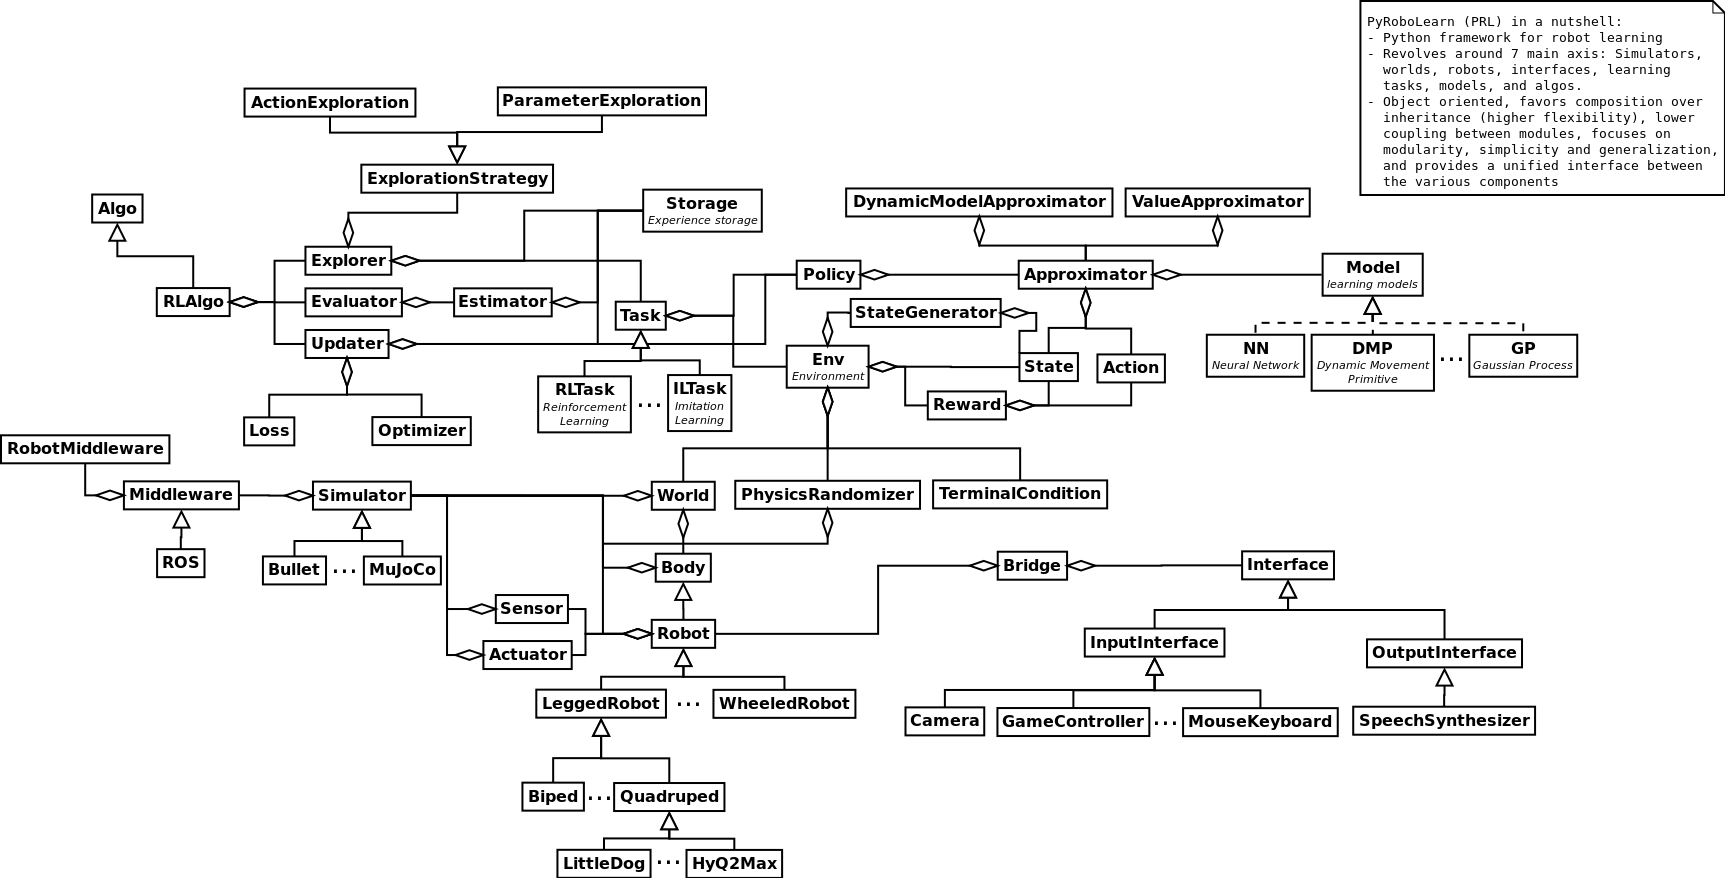 PyRoboLearn (PRL) in a nutshell:
- Python framework for robot learning
- Revolves around 7 main axis: Simulators,
worlds, robots, interfaces, learning
tasks, models, and algos.
- Object oriented, favors composition over
inheritance (higher flexibility), lower
coupling between modules, focuses on
modularity, simplicity and generalization,
and provides a unified interface between
the various components
ActionExploration
ParameterExploration
ExplorationStrategy
Algo
Storage
Experience storage
DynamicModelApproximator
ValueApproximator
Explorer
Policy
Approximator
Model
learning models
RLAlgo
Evaluator
Estimator
Task
StateGenerator
Updater
Env
Environment
State
Action
NN
Neural Network
DMP
Dynamic Movement
Primitive
...
GP
Gaussian Process
RLTask
Reinforcement
Learning
...
ILTask
Imitation
Learning
Reward
Loss
Optimizer
RobotMiddleware
Middleware
Simulator
World
PhysicsRandomizer
TerminalCondition
ROS
Bullet
...
MuJoCo
Body
Bridge
Interface
Sensor
Robot
Actuator
InputInterface
OutputInterface
LeggedRobot
...
WheeledRobot
Camera
GameController
...
MouseKeyboard
SpeechSynthesizer
Biped
...
Quadruped
LittleDog
...
HyQ2Max